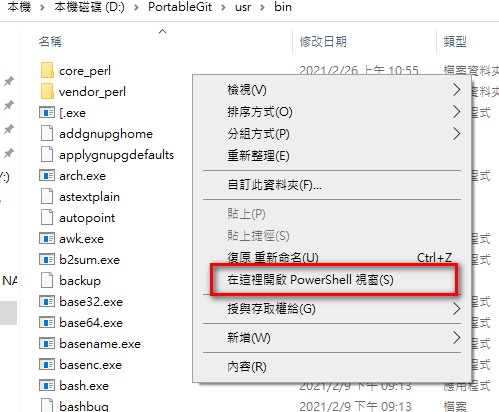 本機 › 本機磁碟 (D:) › PortableGit › usr › bin
名稱 修改日期 類型
core_perl 2021/2/26 上午 10:55 檔案資料夾
vendor_perl
[.exe
addgnupghome
applygnupgdefaults
arch.exe
astextplain
autopoint
awk.exe
b2sum.exe
backup
base32.exe
base64.exe
basename.exe
basenc.exe
bash.exe 2021/2/9 下午 09:13 應用程式
bashbug 2021/2/9 下午 09:13 檔案
檢視(V)
排序方式(O)
分組方式(P)
重新整理(E)
自訂此資料夾(F)...
貼上(P)
貼上捷徑(S)
復原 重新命名(U) Ctrl+Z
在這裡開啟 PowerShell 視窗(S)
授與存取權給(G)
新增(W)
內容(R)